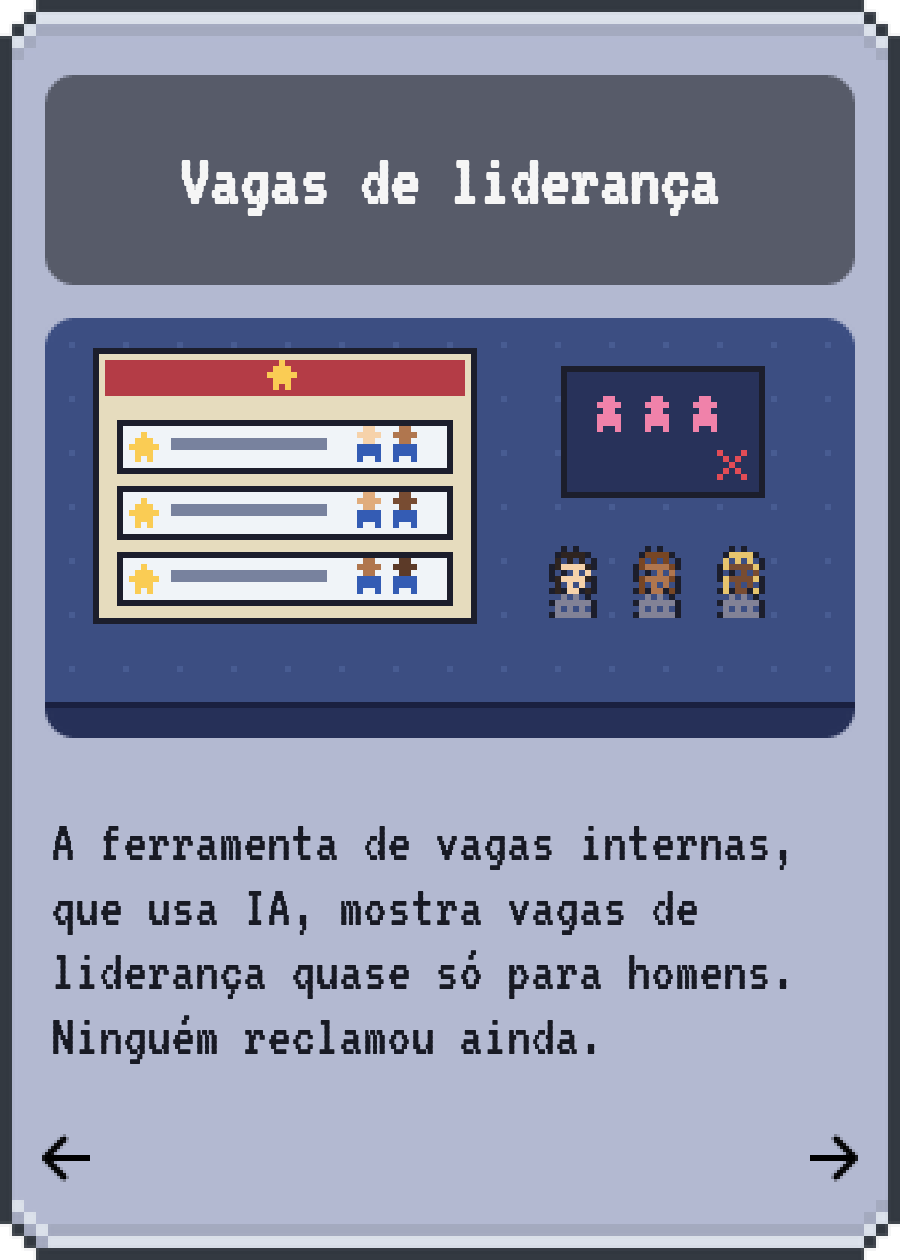 Vagas de liderança
A ferramenta de vagas internas,
que usa IA, mostra vagas de
liderança quase só para homens.
Ninguém reclamou ainda.